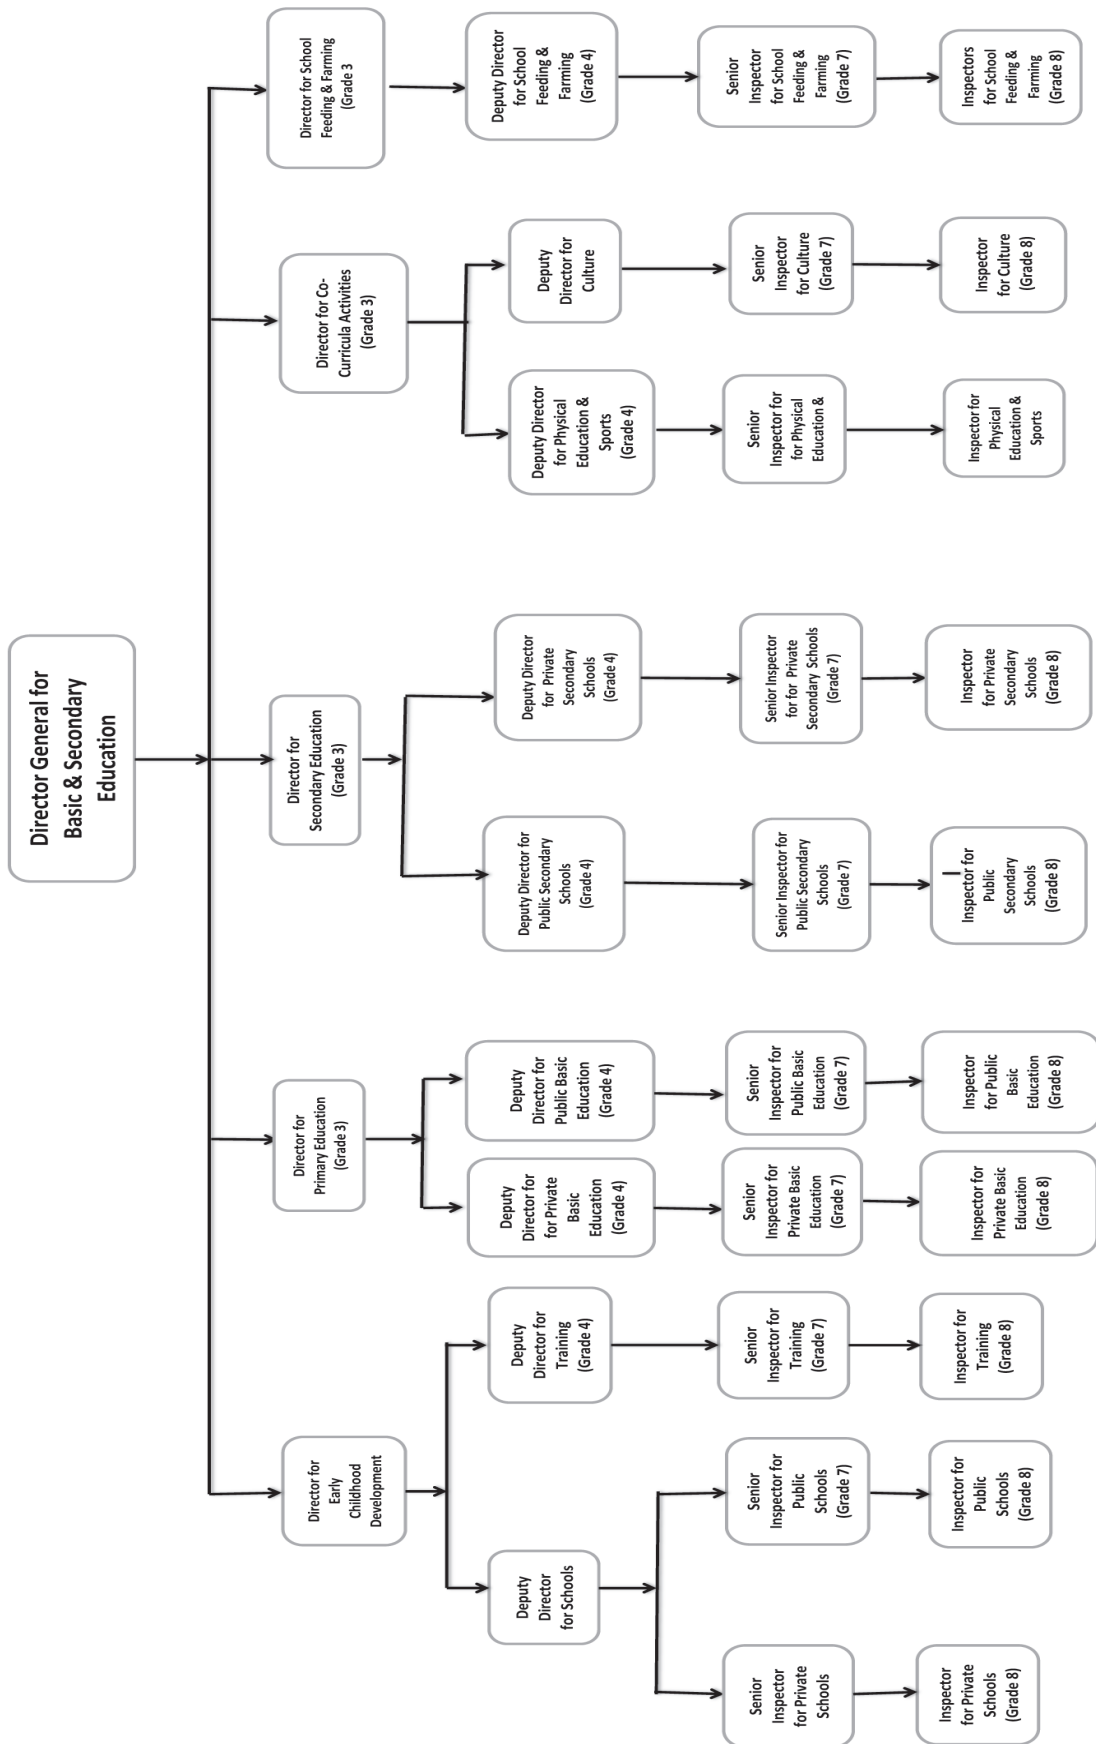 Director General for
Basic & Secondary
Education
Director for
Early
Childhood
Development
Director for
Primary Education
(Grade 3)
Director for
Secondary Education
(Grade 3)
Director for Co-
Curricula Activities
(Grade 3)
Director for School
Feeding & Farming
(Grade 3
Deputy
Director
for Schools
Deputy
Director for
Training
(Grade 4)
Deputy
Director for
for Private
Basic
Education
(Grade 4)
Deputy
Director for
Public Basic
Education
(Grade 4)
Deputy Director for
Public Secondary
Schools
(Grade 4)
Deputy Director
for Private
Secondary
Schools
(Grade 4)
Deputy Director
for Physical
Education &
Sports
(Grade 4)
Deputy
Director for
Culture
Deputy Director
for School
Feeding &
Farming
(Grade 4)
Senior
Inspector
for Private
Schools
Senior
Inspector for
Public
Schools
(Grade 7)
Senior
Inspector for
Training
(Grade 7)
Senior
Inspector for
Private Basic
Education
(Grade 7)
Senior
Inspector for
Public Basic
Education
(Grade 7)
Senior Inspector for
Public Secondary
Schools
(Grade 7)
Senior Inspector
for for Private
Secondary Schools
(Grade 7)
Senior
Inspector for
for Physical
Education &
Senior
Inspector
for Culture
(Grade 7)
Senior
Inspector
for School
Feeding &
Farming
(Grade 7)
Inspector
for Private
Schools
(Grade 8)
Inspector for
Public
Schools
(Grade 8)
Inspector for
Training
(Grade 8)
Inspector for
Private Basic
Education
(Grade 8)
Inspector
for Public
Basic
Education
(Grade 8)
Inspector for
Public
Secondary
Schools
(Grade 8)
Inspector
for Private
Secondary
Schools
(Grade 8)
Inspector for
Physical
Education &
Sports
Inspector
for Culture
(Grade 8)
Inspectors
for School
Feeding &
Farming
(Grade 8)